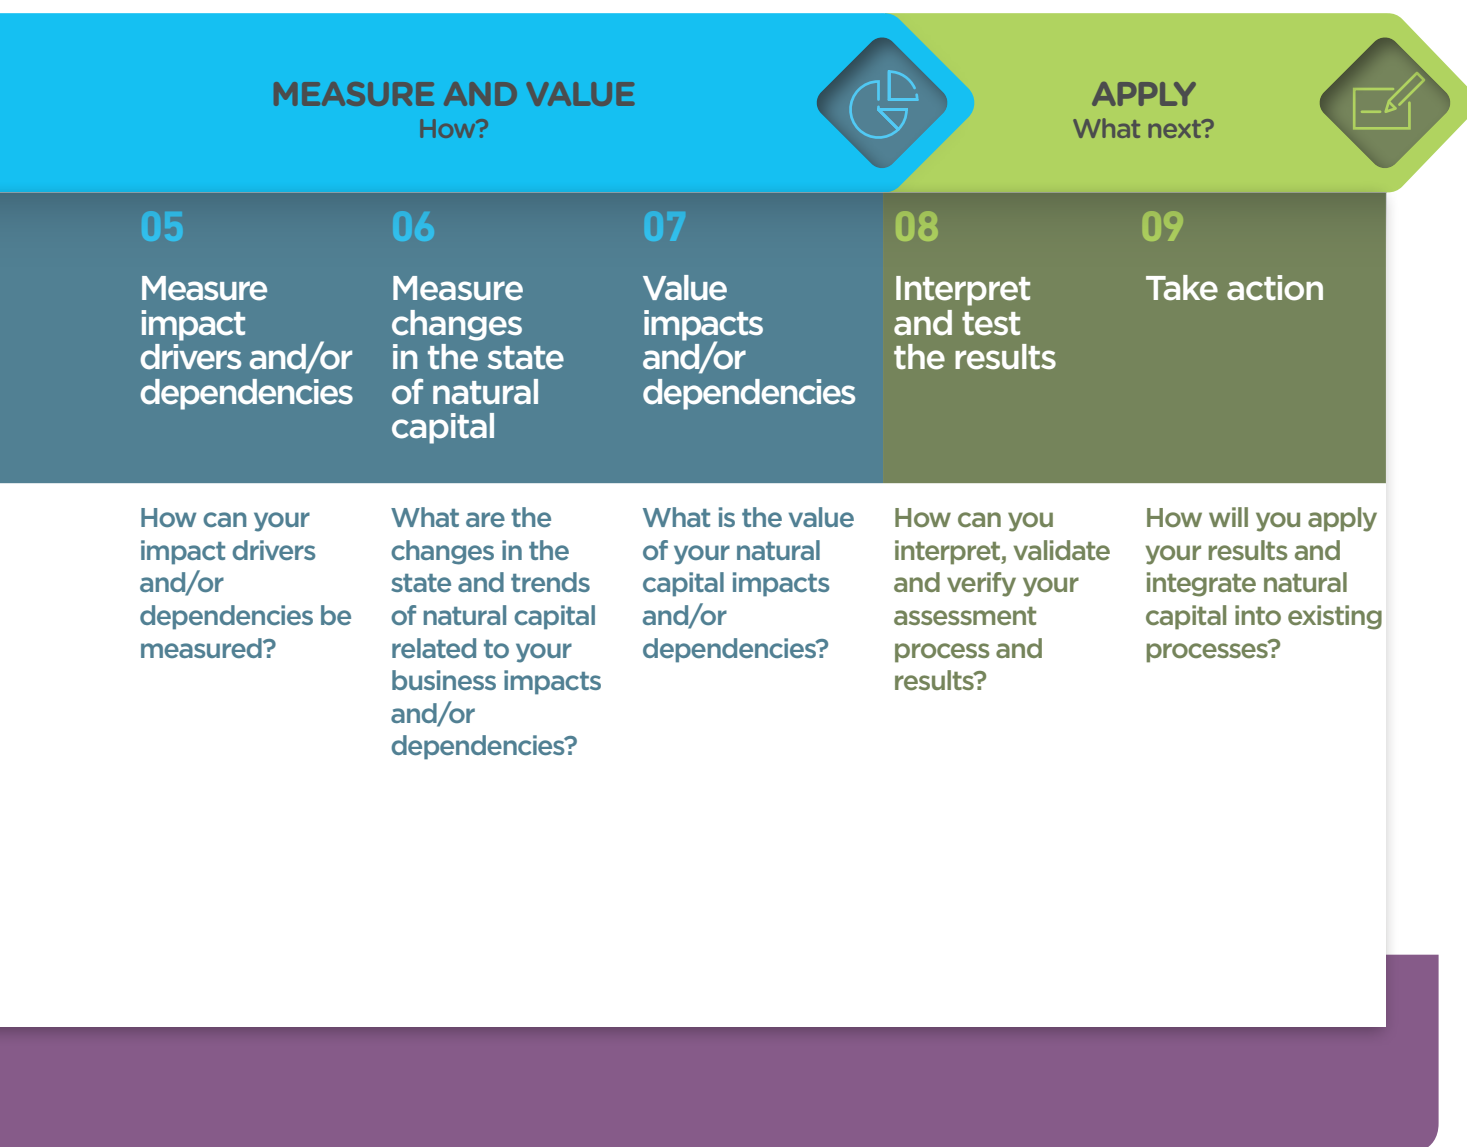 MEASURE AND VALUE
How?
APPLY
What next?
05
Measure
impact
drivers and/or
dependencies
06
Measure
changes
in the state
of natural
capital
07
Value
impacts
and/or
dependencies
08
Interpret
and test
the results
09
Take action
How can your
impact drivers
and/or
dependencies be
measured?
What are the
changes in the
state and trends
of natural capital
related to your
business impacts
and/or
dependencies?
What is the value
of your natural
capital impacts
and/or
dependencies?
How can you
interpret, validate
and verify your
assessment
process and
results?
How will you apply
your results and
integrate natural
capital into existing
processes?